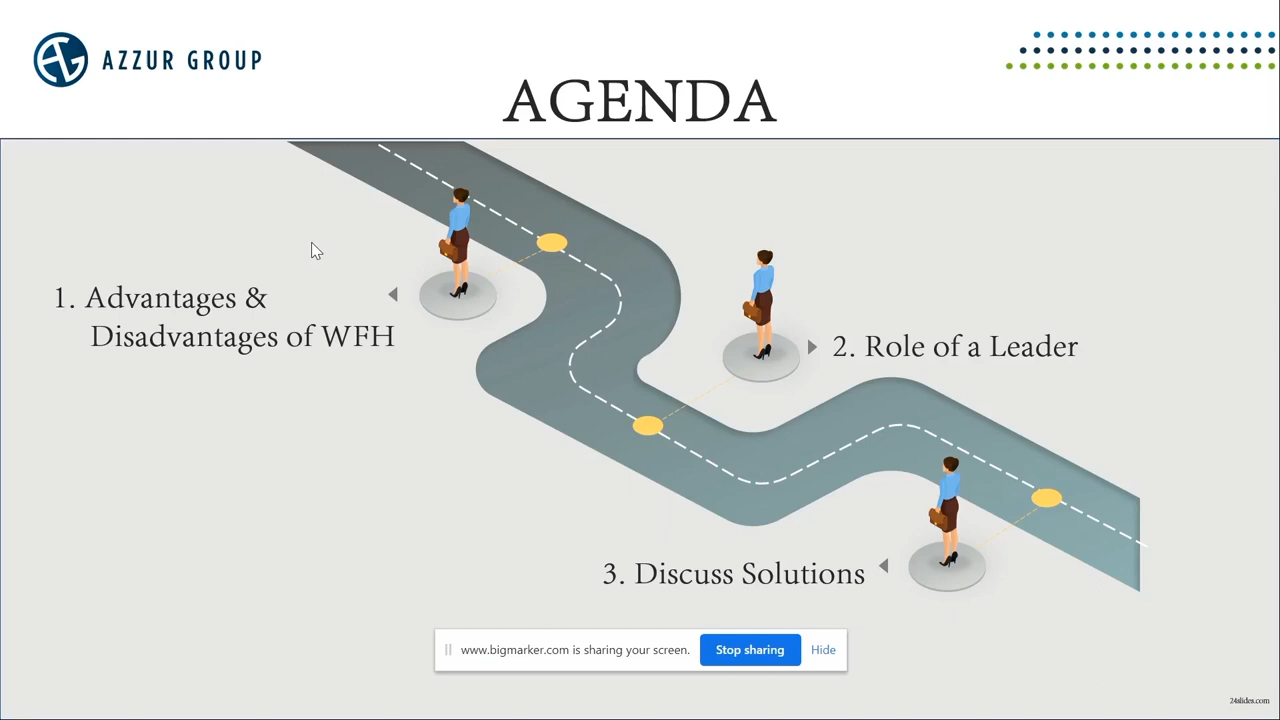 AZZUR GROUP
AGENDA
1. Advantages &
Disadvantages of WFH
2. Role of a Leader
3. Discuss Solutions
www.bigmarker.com is sharing your screen. Stop sharing Hide
24slides.com